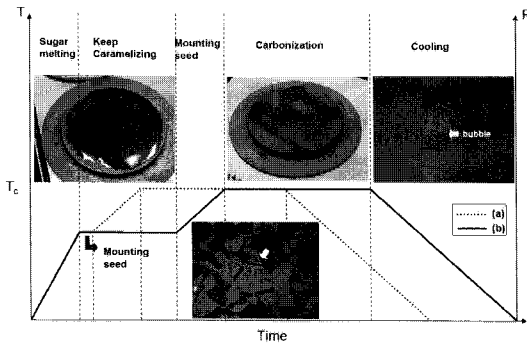 T
P
Sugar
melting
Keep
Caramelizing
Mounting
seed
Carbonization
Cooling
bubble
Tc
Mounting
seed
(a)
(b)
Time